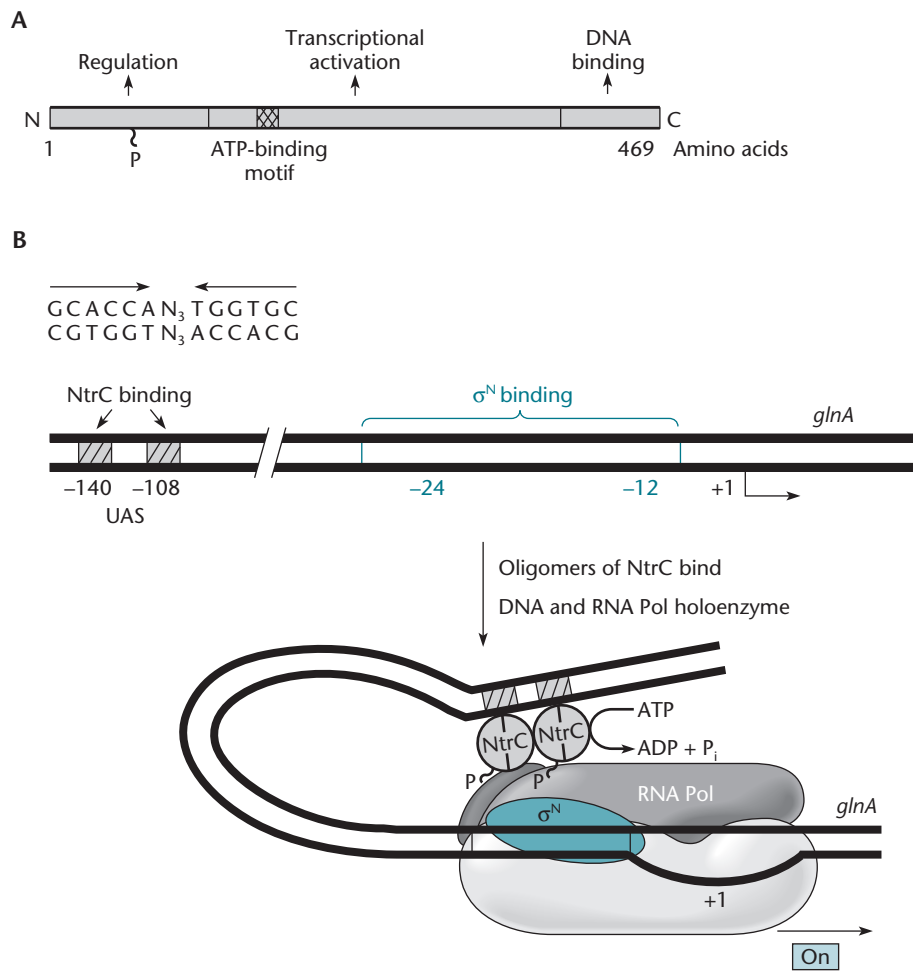 A
Regulation
Transcriptional
activation
DNA
binding
N
C
1
P
ATP-binding
motif
469 Amino acids
B
G C A C C A N₃ T G G T G C
C G T G G T N₃ A C C A C G
NtrC binding
σᴺ binding
glnA
–140 –108
–24
–12
+1
UAS
Oligomers of NtrC bind
DNA and RNA Pol holoenzyme
ATP
NtrC NtrC
ADP + Pᵢ
P P
RNA Pol
σᴺ
glnA
+1
On